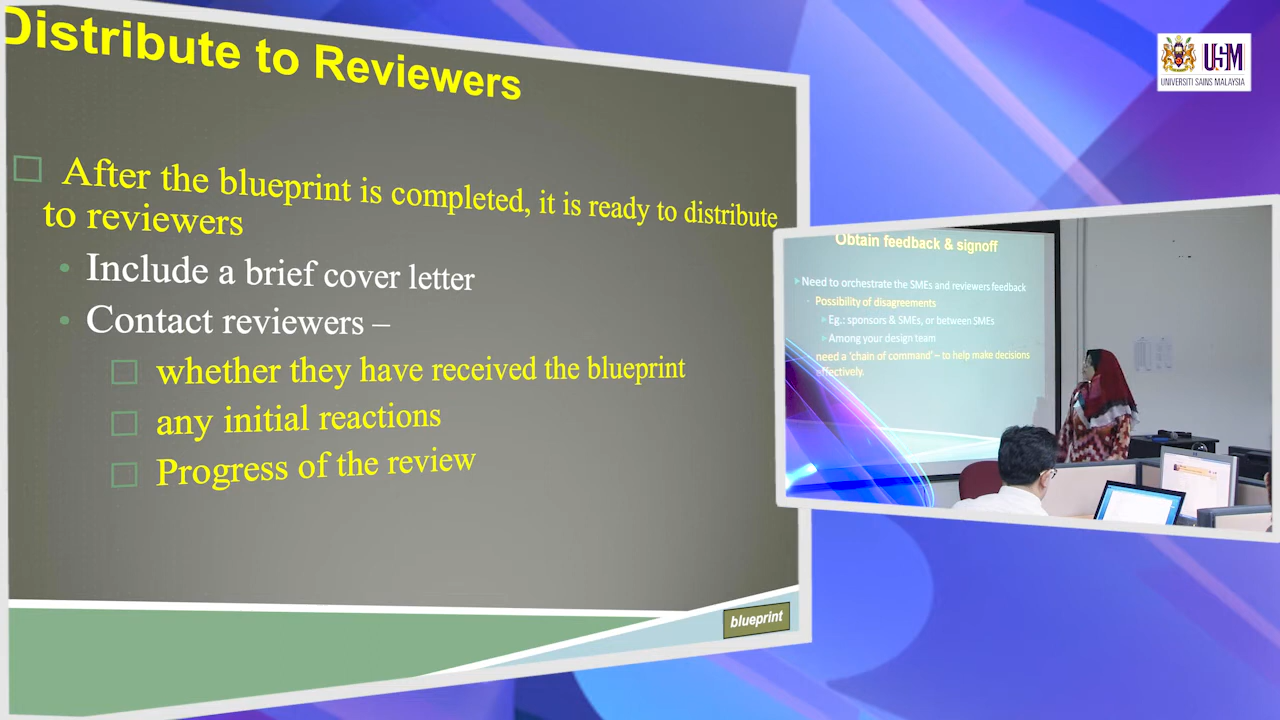 Distribute to Reviewers
After the blueprint is completed, it is ready to distribute
to reviewers
Include a brief cover letter
Contact reviewers –
whether they have received the blueprint
any initial reactions
Progress of the review
blueprint
USM
UNIVERSITI SAINS MALAYSIA
Obtain feedback & signoff
Need to orchestrate the SMEs and reviewers feedback
Possibility of disagreements
Eg.: sponsors & SMEs, or between SMEs
Among your design team
need a 'chain of command' – to help make decisions
effectively.